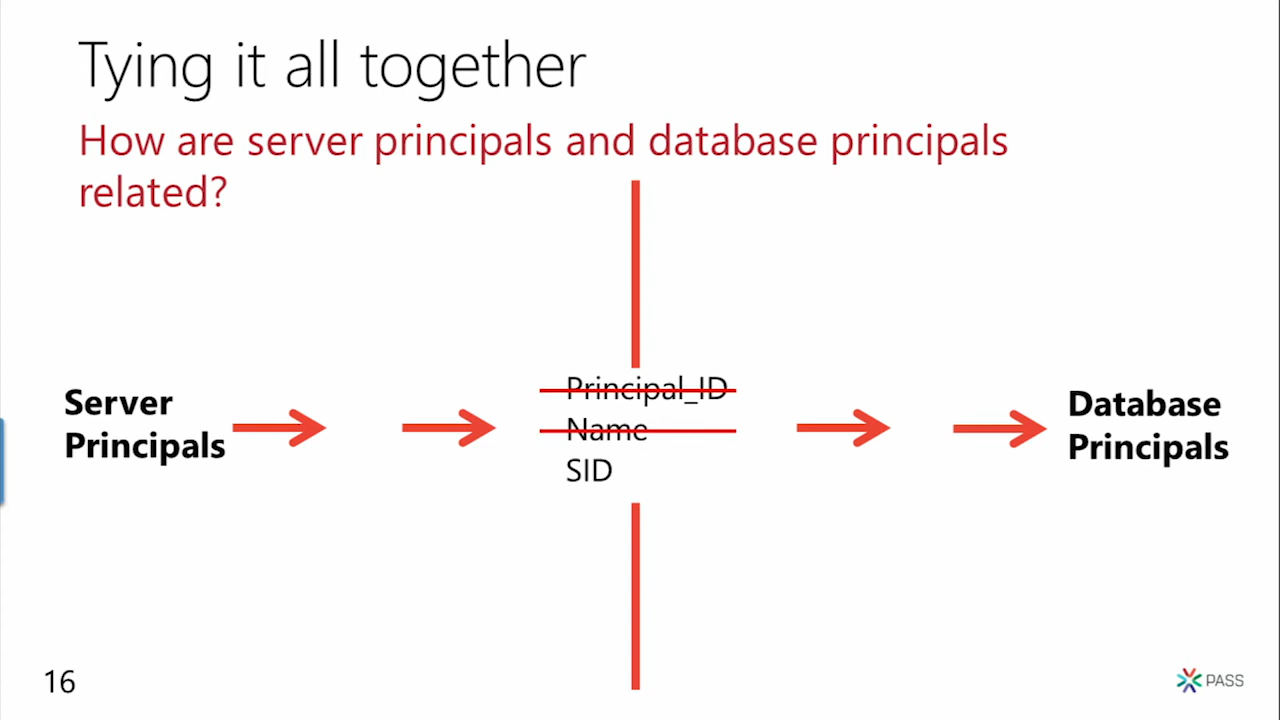 Tying it all together
How are server principals and database principals
related?
Server
Principals
Principal_ID
Name
SID
Database
Principals
16
PASS